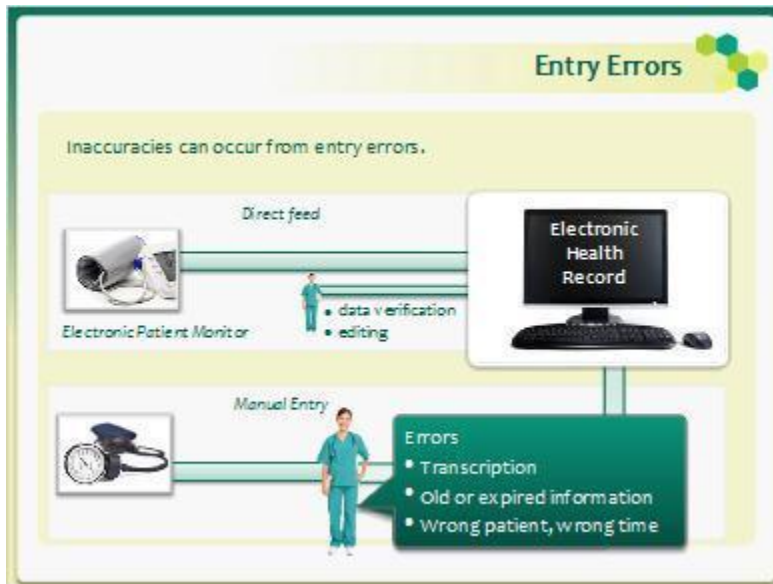 Entry Errors
Inaccuracies can occur from entry errors.
Direct feed
Electronic
Health
Record
• data verification
• editing
Electronic Patient Monitor
Manual Entry
Errors
• Transcription
• Old or expired information
• Wrong patient, wrong time